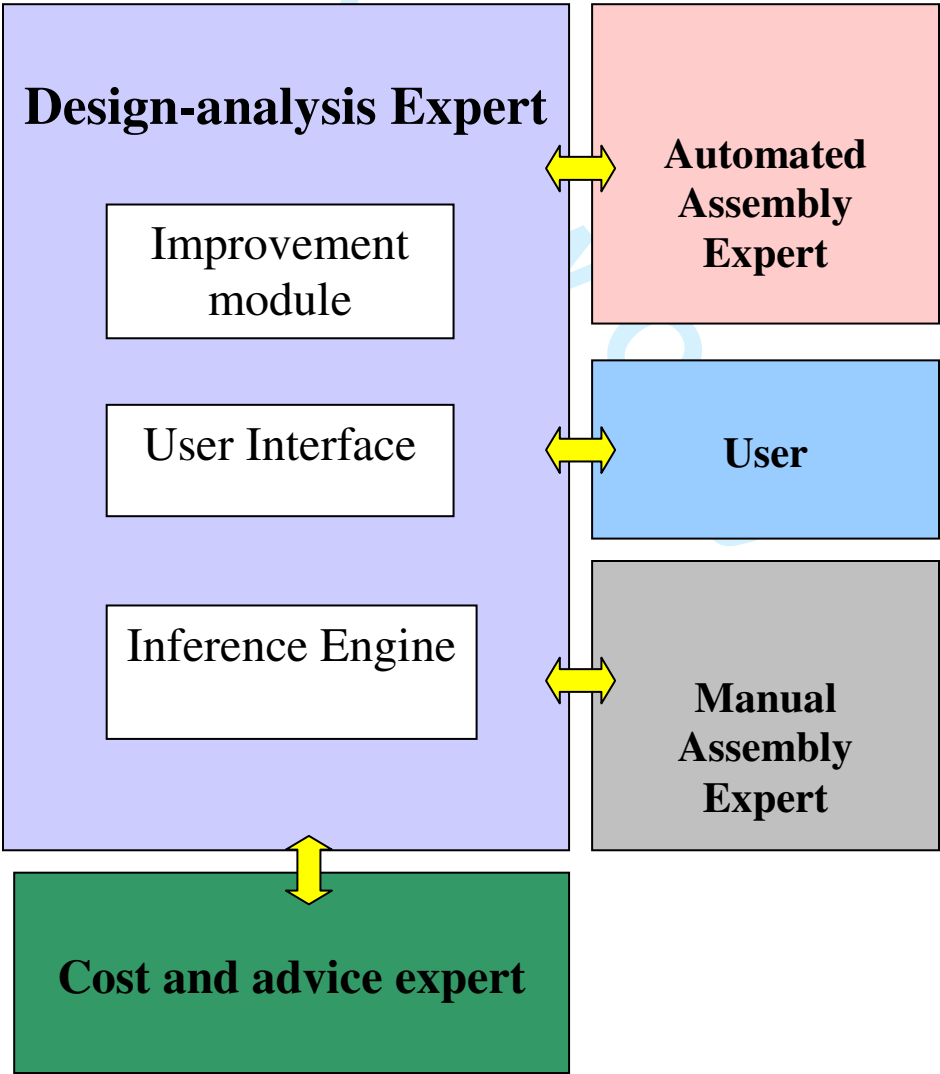 Design-analysis Expert
Improvement
module
User Interface
Inference Engine
Automated
Assembly
Expert
User
Manual
Assembly
Expert
Cost and advice expert